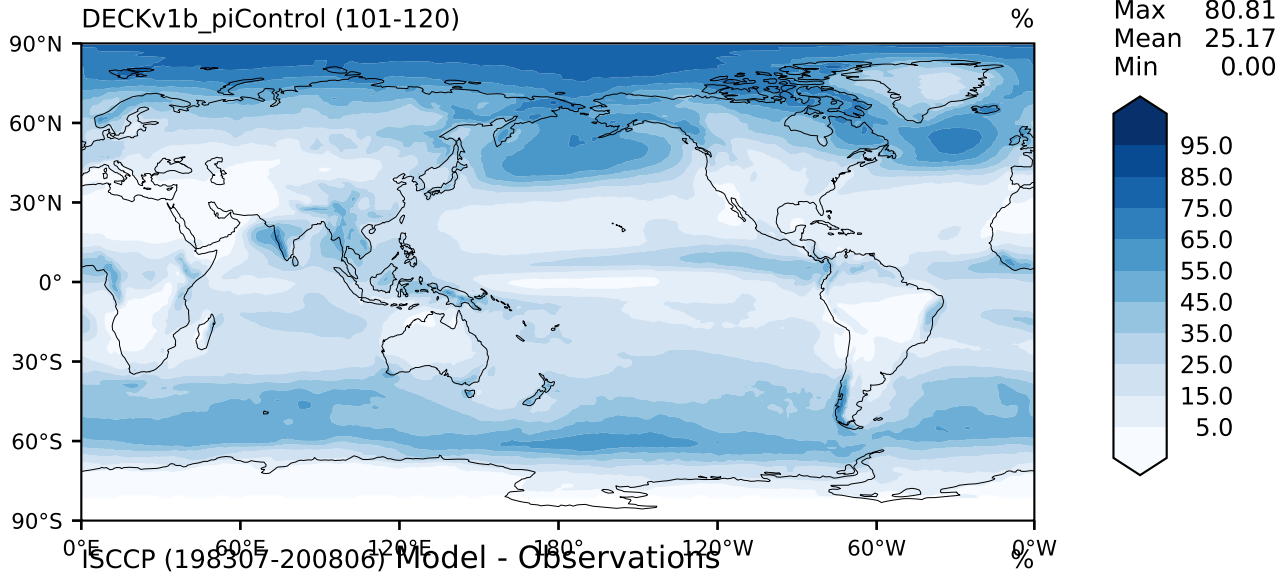 DECKv1b_piControl (101-120) %
Max 80.81
Mean 25.17
Min 0.00
90°N
60°N
30°N
0°
30°S
60°S
90°S
95.0
85.0
75.0
65.0
55.0
45.0
35.0
25.0
15.0
5.0
0°E 60°E 120°E 180° 120°W 60°W 0°W
ISCCP (198307-200806) Model - Observations %